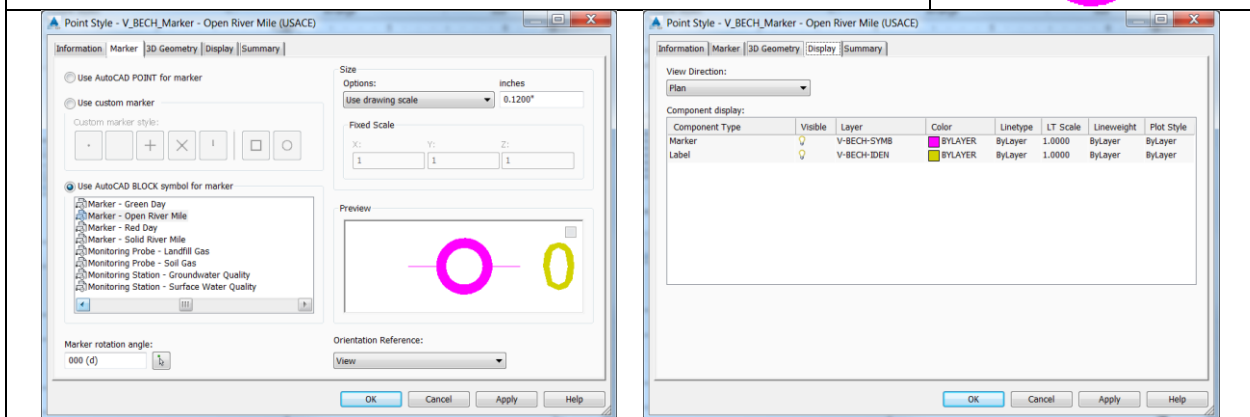 Point Style - V_BECH_Marker - Open River Mile (USACE)
Information Marker 3D Geometry Display Summary
Use AutoCAD POINT for marker
Use custom marker
Custom marker style:
Use AutoCAD BLOCK symbol for marker
Marker - Green Day
Marker - Open River Mile
Marker - Red Day
Marker - Solid River Mile
Monitoring Probe - Landfill Gas
Monitoring Probe - Soil Gas
Monitoring Station - Groundwater Quality
Monitoring Station - Surface Water Quality
Marker rotation angle:
000 (d)
Size
Options: inches
Use drawing scale 0.1200"
Fixed Scale
X: Y: Z:
1 1 1
Preview
0
Orientation Reference:
View
OK Cancel Apply Help
Point Style - V_BECH_Marker - Open River Mile (USACE)
Information Marker 3D Geometry Display Summary
View Direction:
Plan
Component display:
Component Type Visible Layer Color Linetype LT Scale Lineweight Plot Style
Marker V-BECH-SYMB BYLAYER ByLayer 1.0000 ByLayer ByLayer
Label V-BECH-IDEN BYLAYER ByLayer 1.0000 ByLayer ByLayer
OK Cancel Apply Help